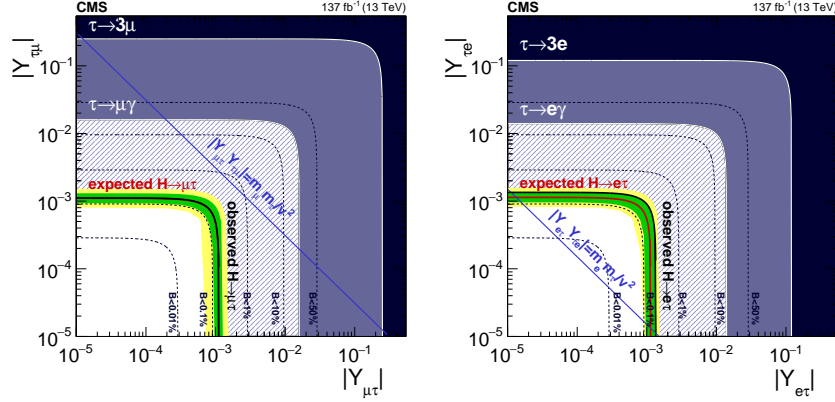 CMS 137 fb⁻¹ (13 TeV)
|Y_τμ|
10⁻¹
10⁻²
10⁻³
10⁻⁴
10⁻⁵
τ→3μ
τ→μγ
|Y_μτ Y_τμ|=m_μ m_τ/v²
expected H→μτ
observed H→μτ
B<0.01%
B<0.1%
B<1%
B<10%
B<50%
10⁻⁵ 10⁻⁴ 10⁻³ 10⁻² 10⁻¹
|Y_μτ|
CMS 137 fb⁻¹ (13 TeV)
|Y_τe|
10⁻¹
10⁻²
10⁻³
10⁻⁴
10⁻⁵
τ→3e
τ→eγ
expected H→eτ
observed H→eτ
|Y_eτ Y_τe|=m_e m_τ/v²
B<0.01%
B<0.1%
B<1%
B<10%
B<50%
10⁻⁵ 10⁻⁴ 10⁻³ 10⁻² 10⁻¹
|Y_eτ|